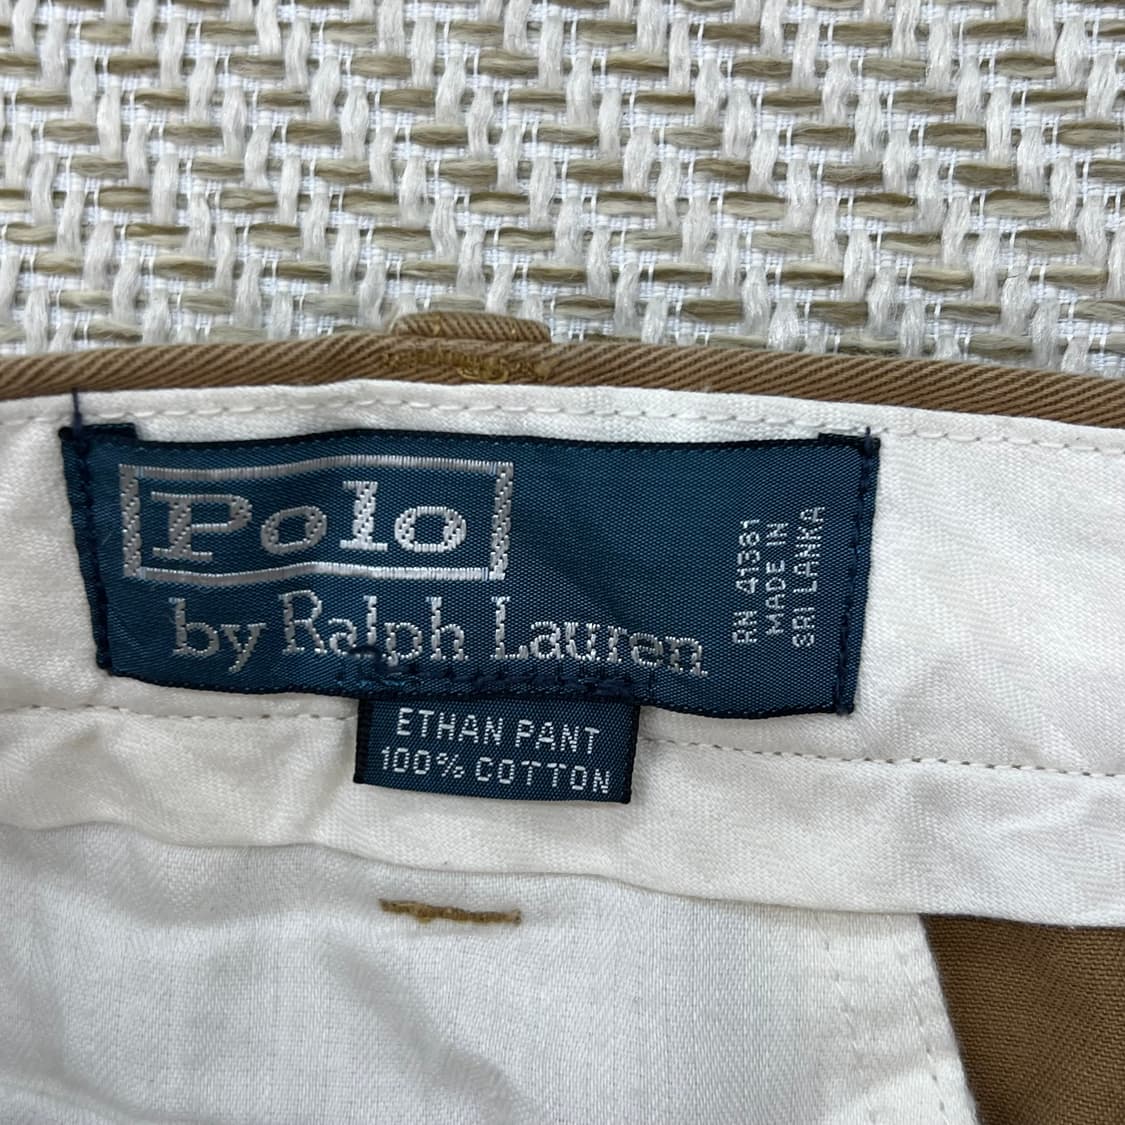 Polo
by Ralph Lauren
RN 41381
MADE IN
SRI LANKA
ETHAN PANT
100% COTTON